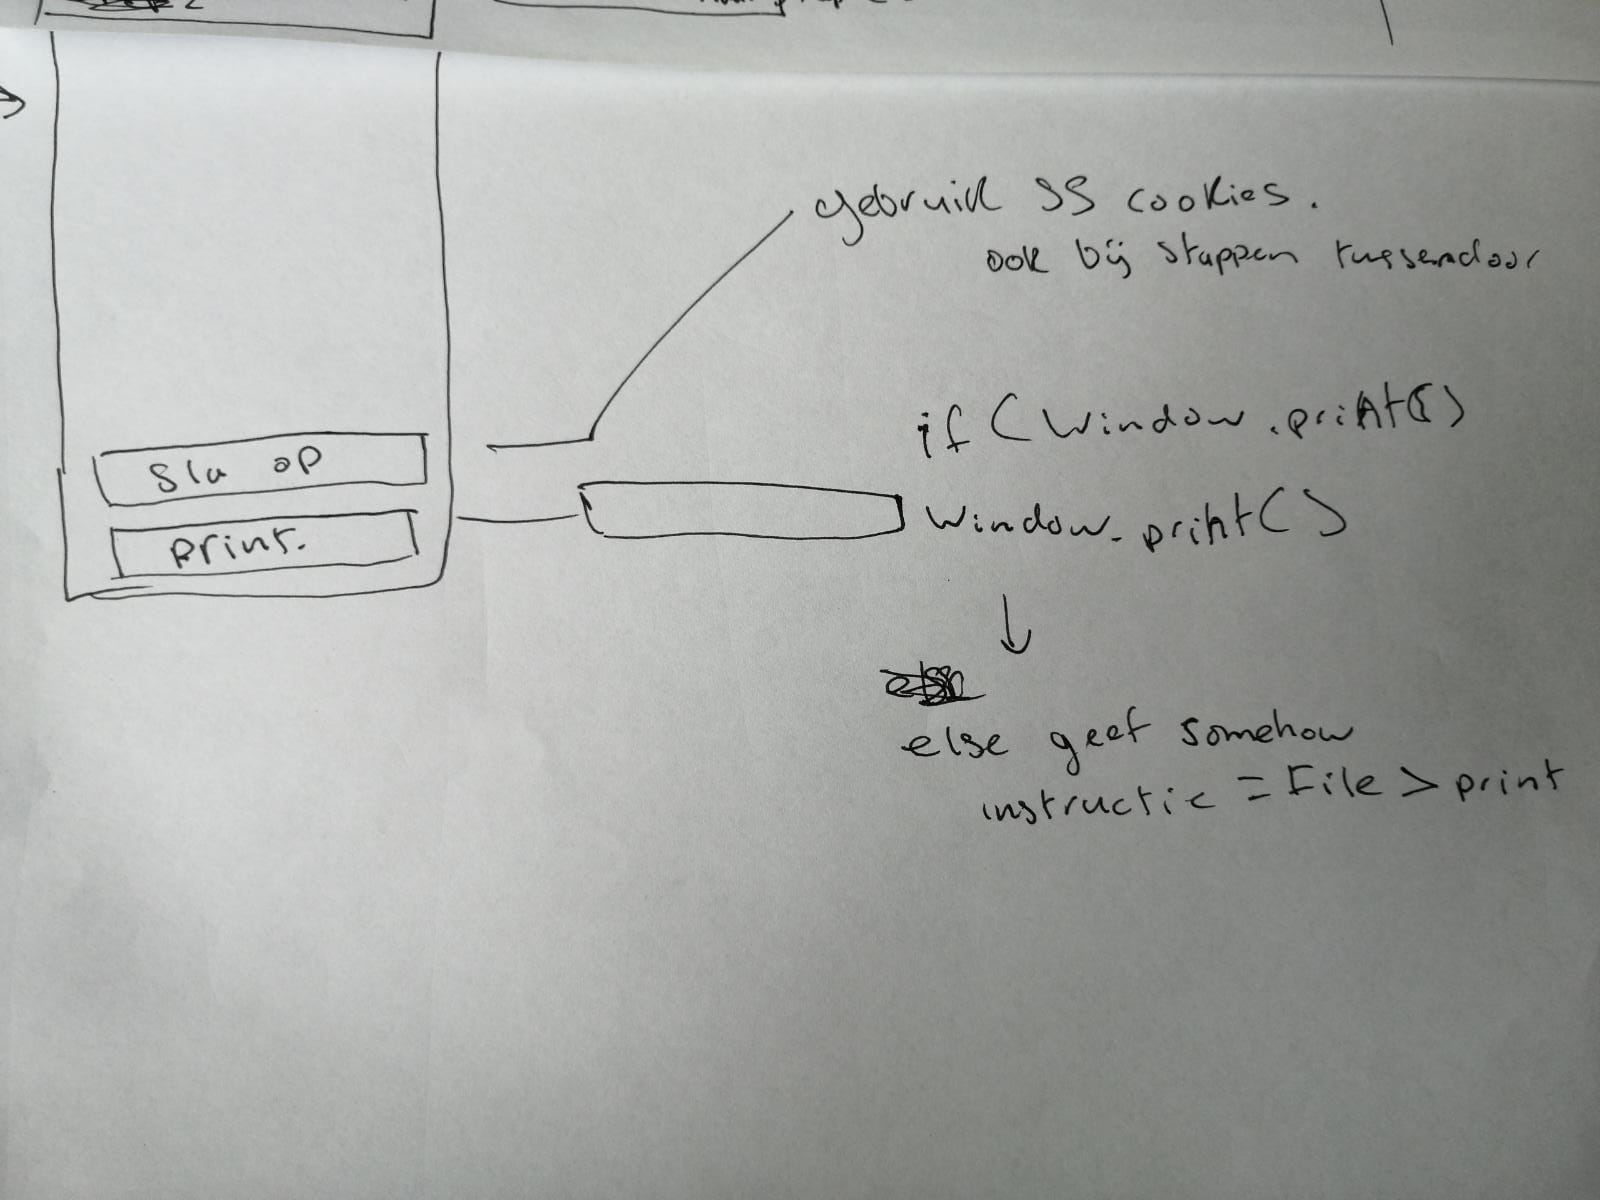 gebruik SS cookies.
ook bij stappen tussendoor
if (window.print())
Sla op
window.print()
print.
else geef somehow
instructie = File > print